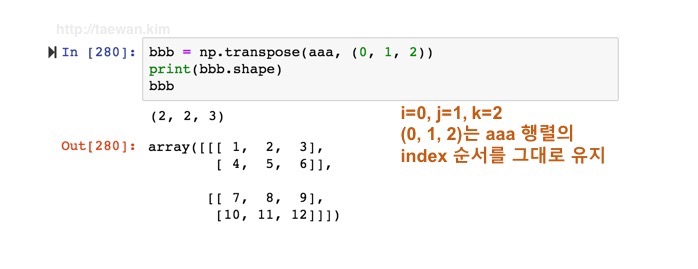 http://taewan.kim
In [280]: bbb = np.transpose(aaa, (0, 1, 2))
print(bbb.shape)
bbb
(2, 2, 3)
i=0, j=1, k=2
(0, 1, 2)는 aaa 행렬의
index 순서를 그대로 유지
Out[280]: array([[[ 1,  2,  3],
[ 4,  5,  6]],
[[ 7,  8,  9],
[10, 11, 12]]])